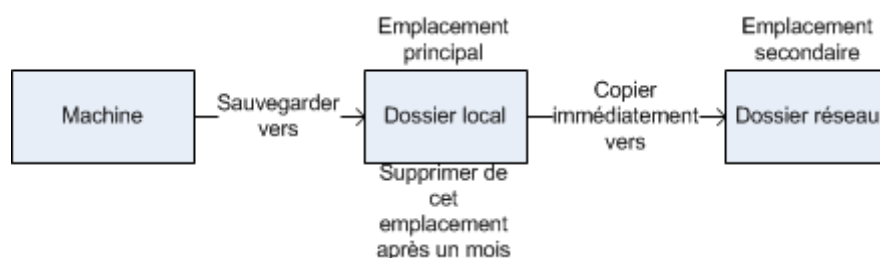 Emplacement
principal
Emplacement
secondaire
Machine
Sauvegarder
vers
Dossier local
Copier
immédiatement
vers
Dossier réseau
Supprimer de
cet
emplacement
après un mois